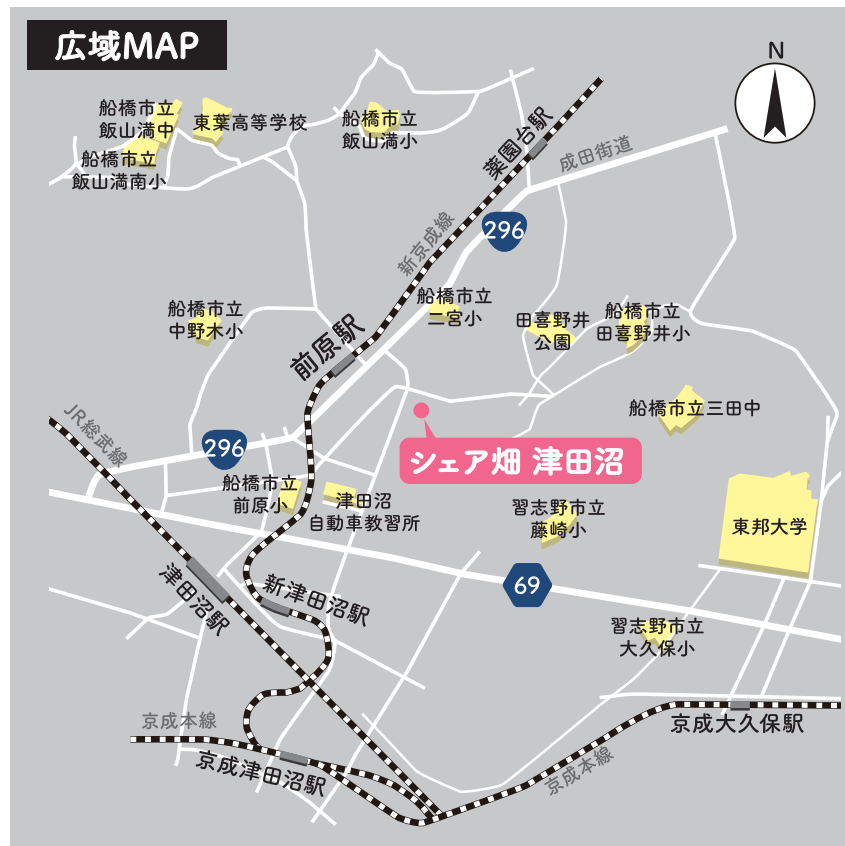 広域MAP
N
船橋市立
飯山満中
東葉高等学校
船橋市立
飯山満小
船橋市立
飯山満南小
薬園台駅
成田街道
296
新京成線
船橋市立
二宮小
船橋市立
中野木小
田喜野井
公園
船橋市立
田喜野井小
前原駅
船橋市立三田中
JR総武線
296
シェア畑 津田沼
船橋市立
前原小
津田沼
自動車教習所
習志野市立
藤崎小
東邦大学
津田沼駅
新津田沼駅
69
習志野市立
大久保小
京成本線
京成大久保駅
京成津田沼駅
京成本線